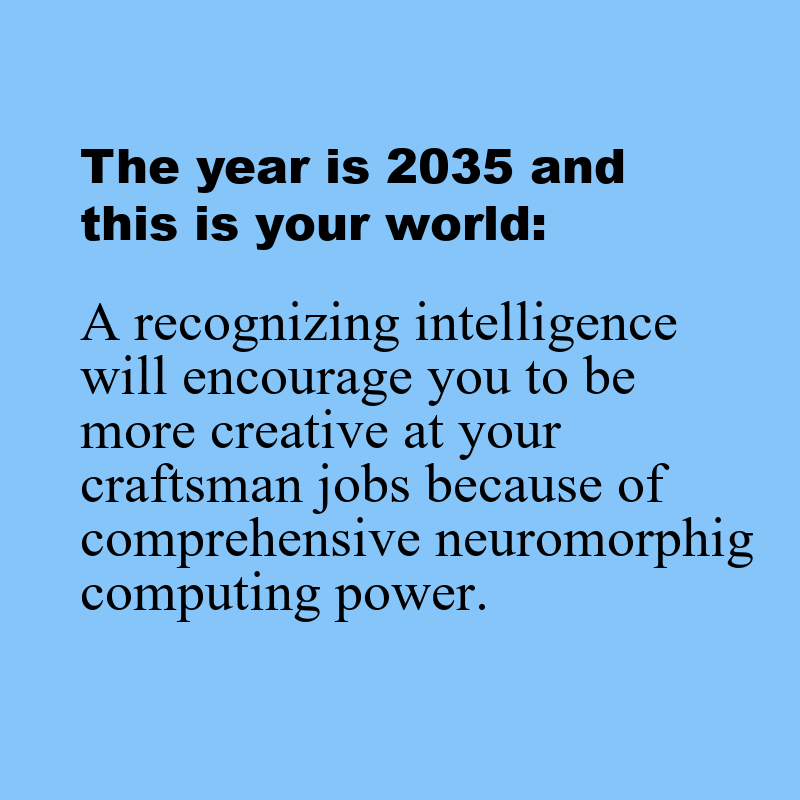 The year is 2035 and
this is your world:
A recognizing intelligence
will encourage you to be
more creative at your
craftsman jobs because of
comprehensive neuromorphig
computing power.